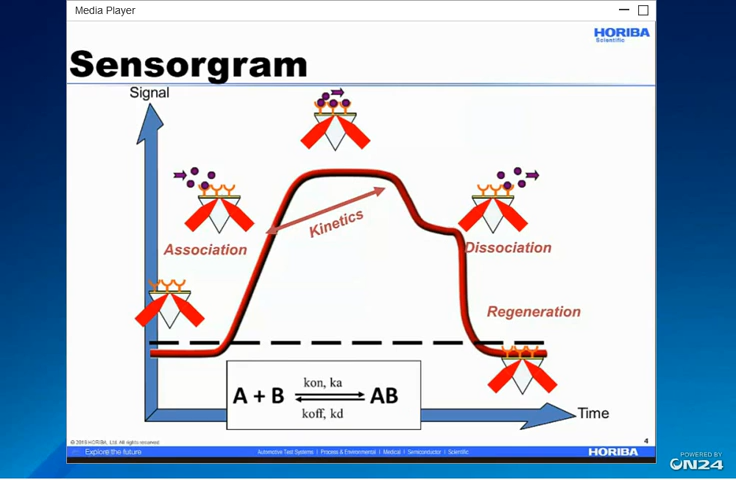 Media Player
HORIBA
Scientific
Sensorgram
Signal
Kinetics
Association
Dissociation
Regeneration
kon, ka
A + B AB
koff, kd
Time
© 2010 HORIBA, Ltd. All rights reserved.
4
Explore the future
Automotive Test Systems | Process & Environmental | Medical | Semiconductor | Scientific
HORIBA
POWERED BY
ON24